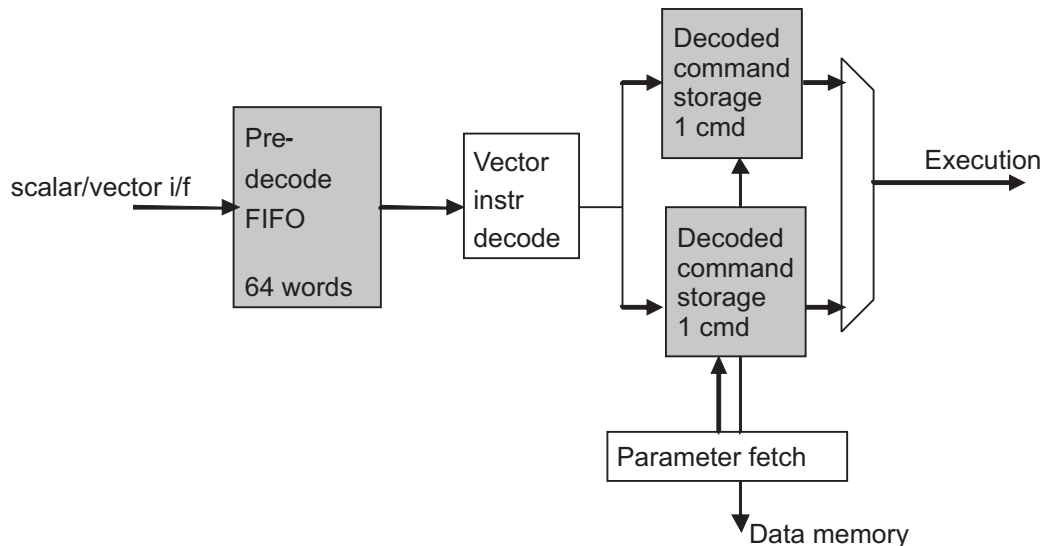 scalar/vector i/f
Pre-
decode
FIFO
64 words
Vector
instr
decode
Decoded
command
storage
1 cmd
Decoded
command
storage
1 cmd
Execution
Parameter fetch
Data memory